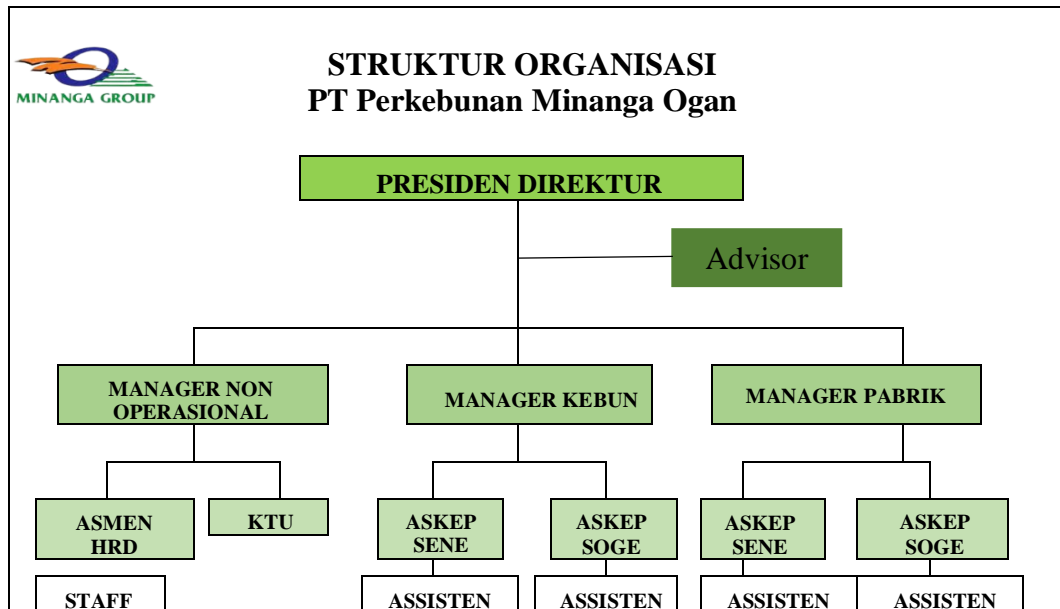 MINANGA GROUP
STRUKTUR ORGANISASI
PT Perkebunan Minanga Ogan
PRESIDEN DIREKTUR
Advisor
MANAGER NON
OPERASIONAL
MANAGER KEBUN
MANAGER PABRIK
ASMEN
HRD
KTU
ASKEP
SENE
ASKEP
SOGE
ASKEP
SENE
ASKEP
SOGE
STAFF
ASSISTEN
ASSISTEN
ASSISTEN
ASSISTEN